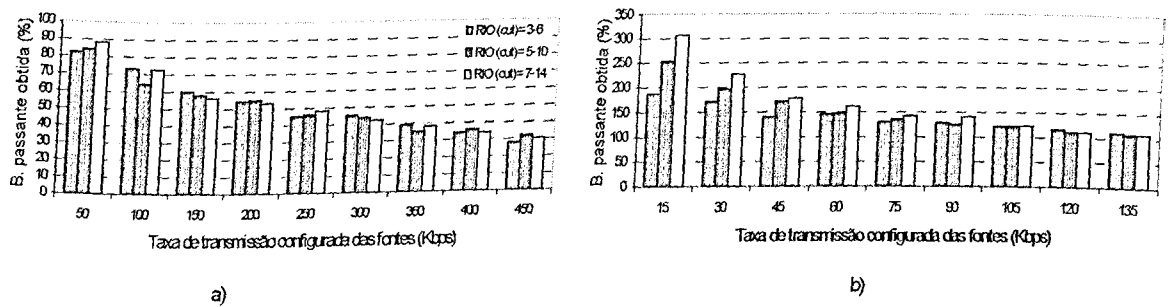 B. passante obtida (%)
100
90
80
70
60
50
40
30
20
10
0
RIO (out)= 3-6
RIO (out)= 5-10
RIO (out)= 7-14
50 100 150 200 250 300 350 400 450
Taxa de transmissão configurada das fontes (Kbps)
a)
B. passante obtida (%)
350
300
250
200
150
100
50
0
15 30 45 60 75 90 105 120 135
Taxa de transmissão configurada das fontes (Kbps)
b)